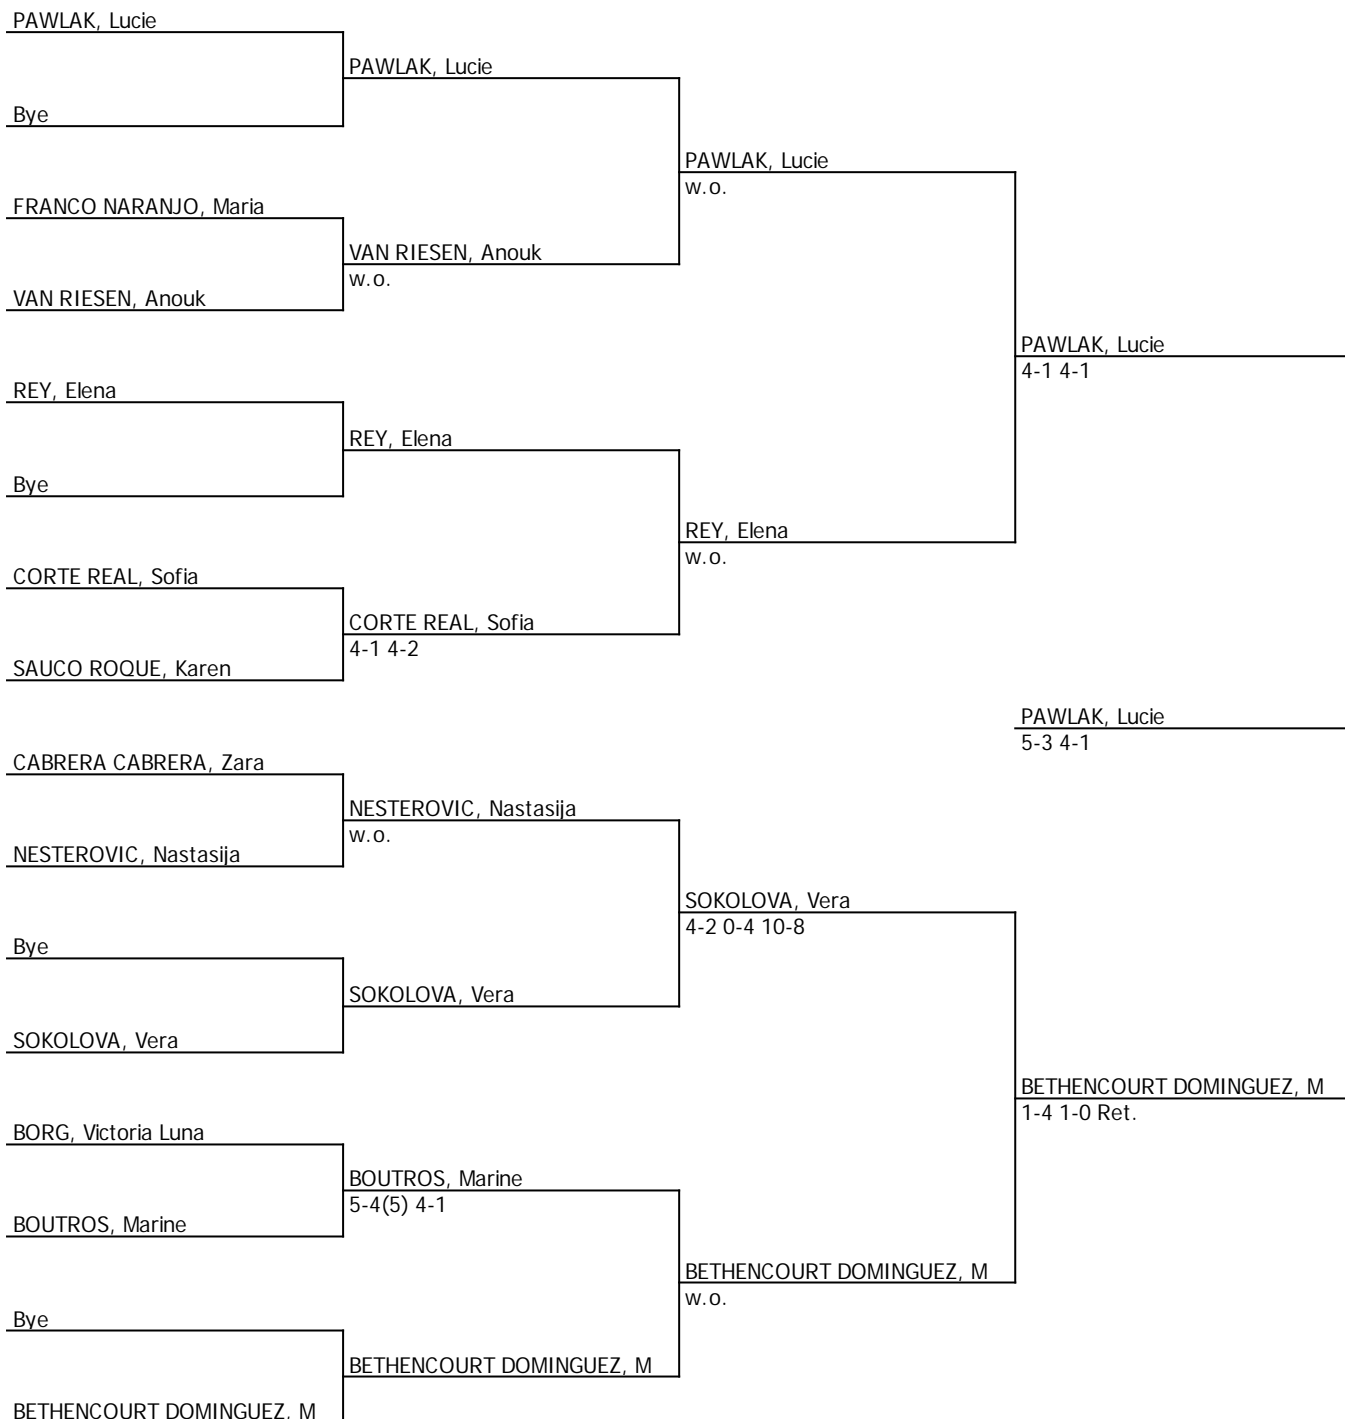 PAWLAK, Lucie
PAWLAK, Lucie
Bye
PAWLAK, Lucie
w.o.
FRANCO NARANJO, Maria
VAN RIESEN, Anouk
w.o.
VAN RIESEN, Anouk
PAWLAK, Lucie
4-1 4-1
REY, Elena
REY, Elena
Bye
REY, Elena
w.o.
CORTE REAL, Sofia
CORTE REAL, Sofia
4-1 4-2
SAUCO ROQUE, Karen
PAWLAK, Lucie
5-3 4-1
CABRERA CABRERA, Zara
NESTEROVIC, Nastasija
w.o.
NESTEROVIC, Nastasija
SOKOLOVA, Vera
4-2 0-4 10-8
Bye
SOKOLOVA, Vera
SOKOLOVA, Vera
BETHENCOURT DOMINGUEZ, M
1-4 1-0 Ret.
BORG, Victoria Luna
BOUTROS, Marine
5-4(5) 4-1
BOUTROS, Marine
BETHENCOURT DOMINGUEZ, M
w.o.
Bye
BETHENCOURT DOMINGUEZ, M
BETHENCOURT DOMINGUEZ, M